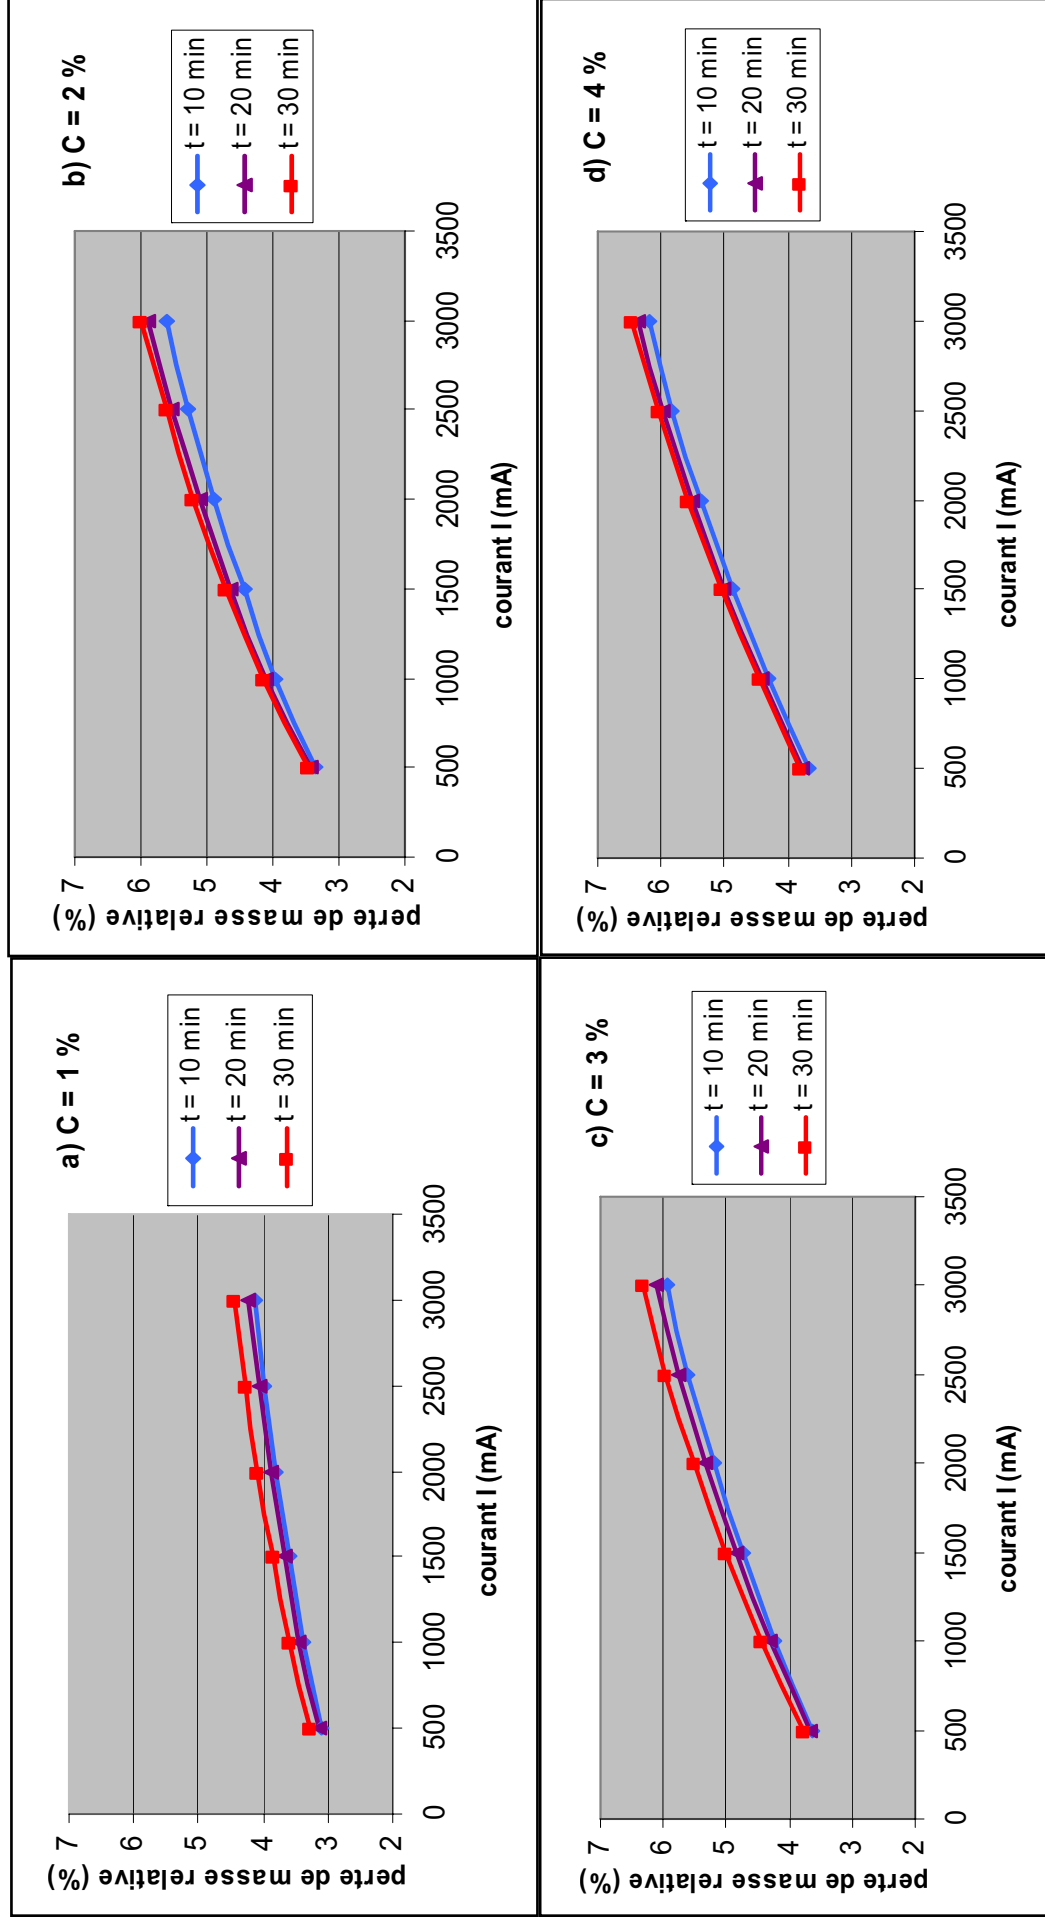 a) C = 1 %
perte de masse relative (%)
7
6
5
4
3
2
0
500
1000
1500
2000
2500
3000
3500
courant I (mA)
t = 10 min
t = 20 min
t = 30 min
b) C = 2 %
perte de masse relative (%)
7
6
5
4
3
2
0
500
1000
1500
2000
2500
3000
3500
courant I (mA)
t = 10 min
t = 20 min
t = 30 min
c) C = 3 %
perte de masse relative (%)
7
6
5
4
3
2
0
500
1000
1500
2000
2500
3000
3500
courant I (mA)
t = 10 min
t = 20 min
t = 30 min
d) C = 4 %
perte de masse relative (%)
7
6
5
4
3
2
0
500
1000
1500
2000
2500
3000
3500
courant I (mA)
t = 10 min
t = 20 min
t = 30 min